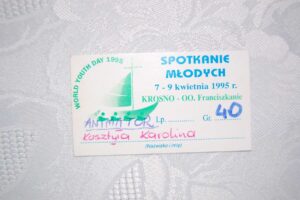 WORLD YOUTH DAY 1995
SPOTKANIE
MŁODYCH
7 - 9 kwietnia 1995 r.
KROSNO - OO. Franciszkanie
ANIMATOR I.p. Gr. 40
Kosztyła Karolina
(Nazwisko i imię)